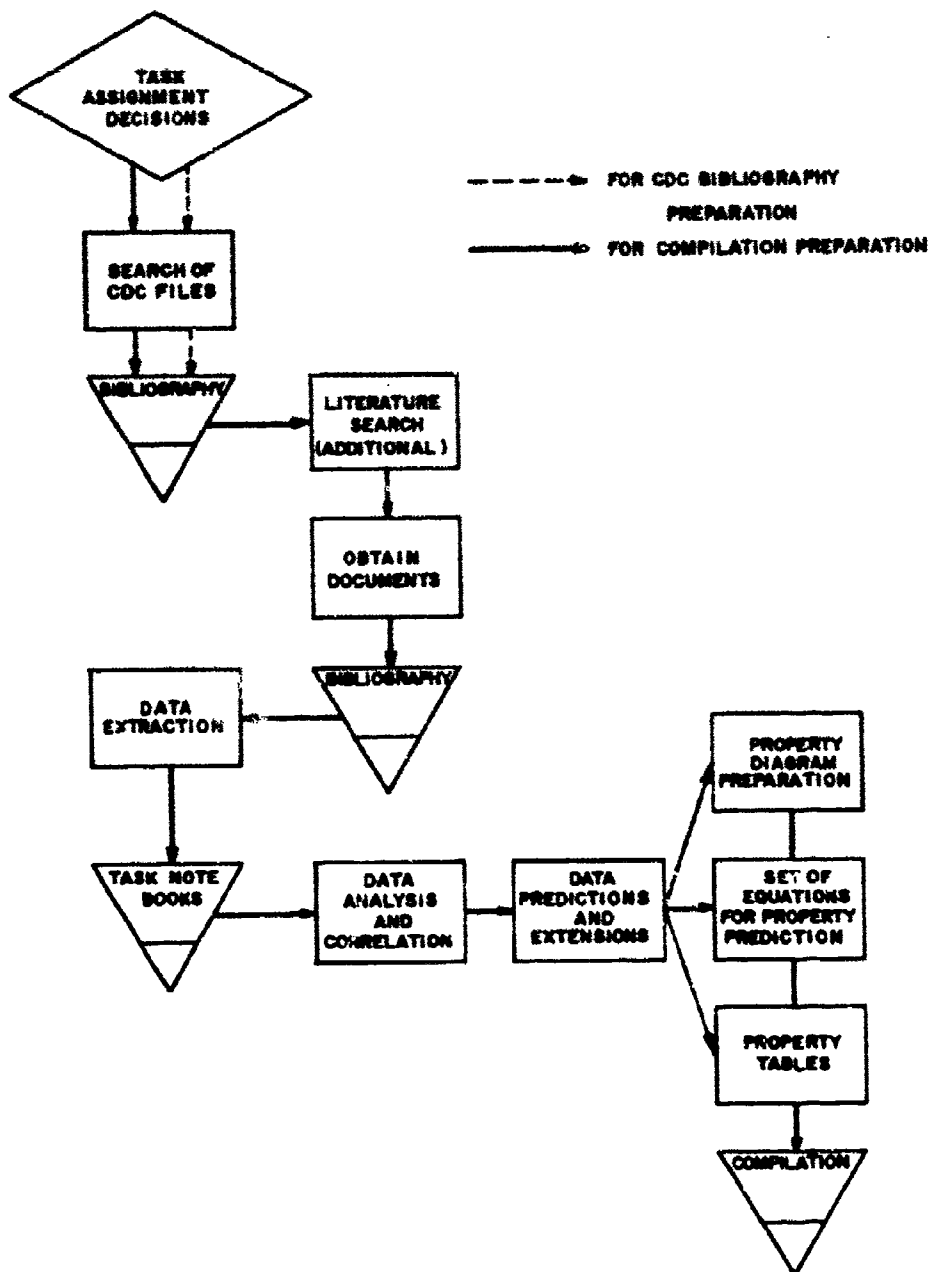 TASK
ASSIGNMENT
DECISIONS
FOR CDC BIBLIOGRAPHY
PREPARATION
FOR COMPILATION PREPARATION
SEARCH OF
CDC FILES
BIBLIOGRAPHY
LITERATURE
SEARCH
(ADDITIONAL)
OBTAIN
DOCUMENTS
BIBLIOGRAPHY
DATA
EXTRACTION
TASK NOTE
BOOKS
DATA
ANALYSIS
AND
CORRELATION
DATA
PREDICTIONS
AND
EXTENSIONS
PROPERTY
DIAGRAM
PREPARATION
SET OF
EQUATIONS
FOR PROPERTY
PREDICTION
PROPERTY
TABLES
COMPILATION